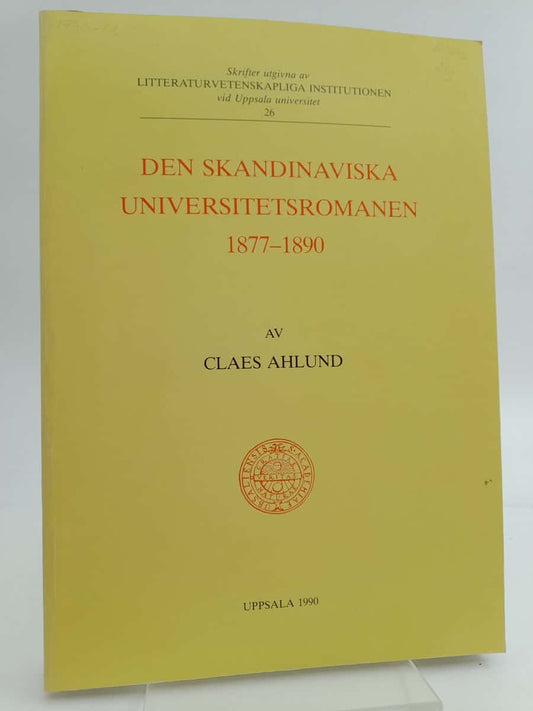 Skrifter utgivna av
LITTERATURVETENSKAPLIGA INSTITUTIONEN
vid Uppsala universitet
26
DEN SKANDINAVISKA
UNIVERSITETSROMANEN
1877–1890
AV
CLAES AHLUND
UPPSALA 1990